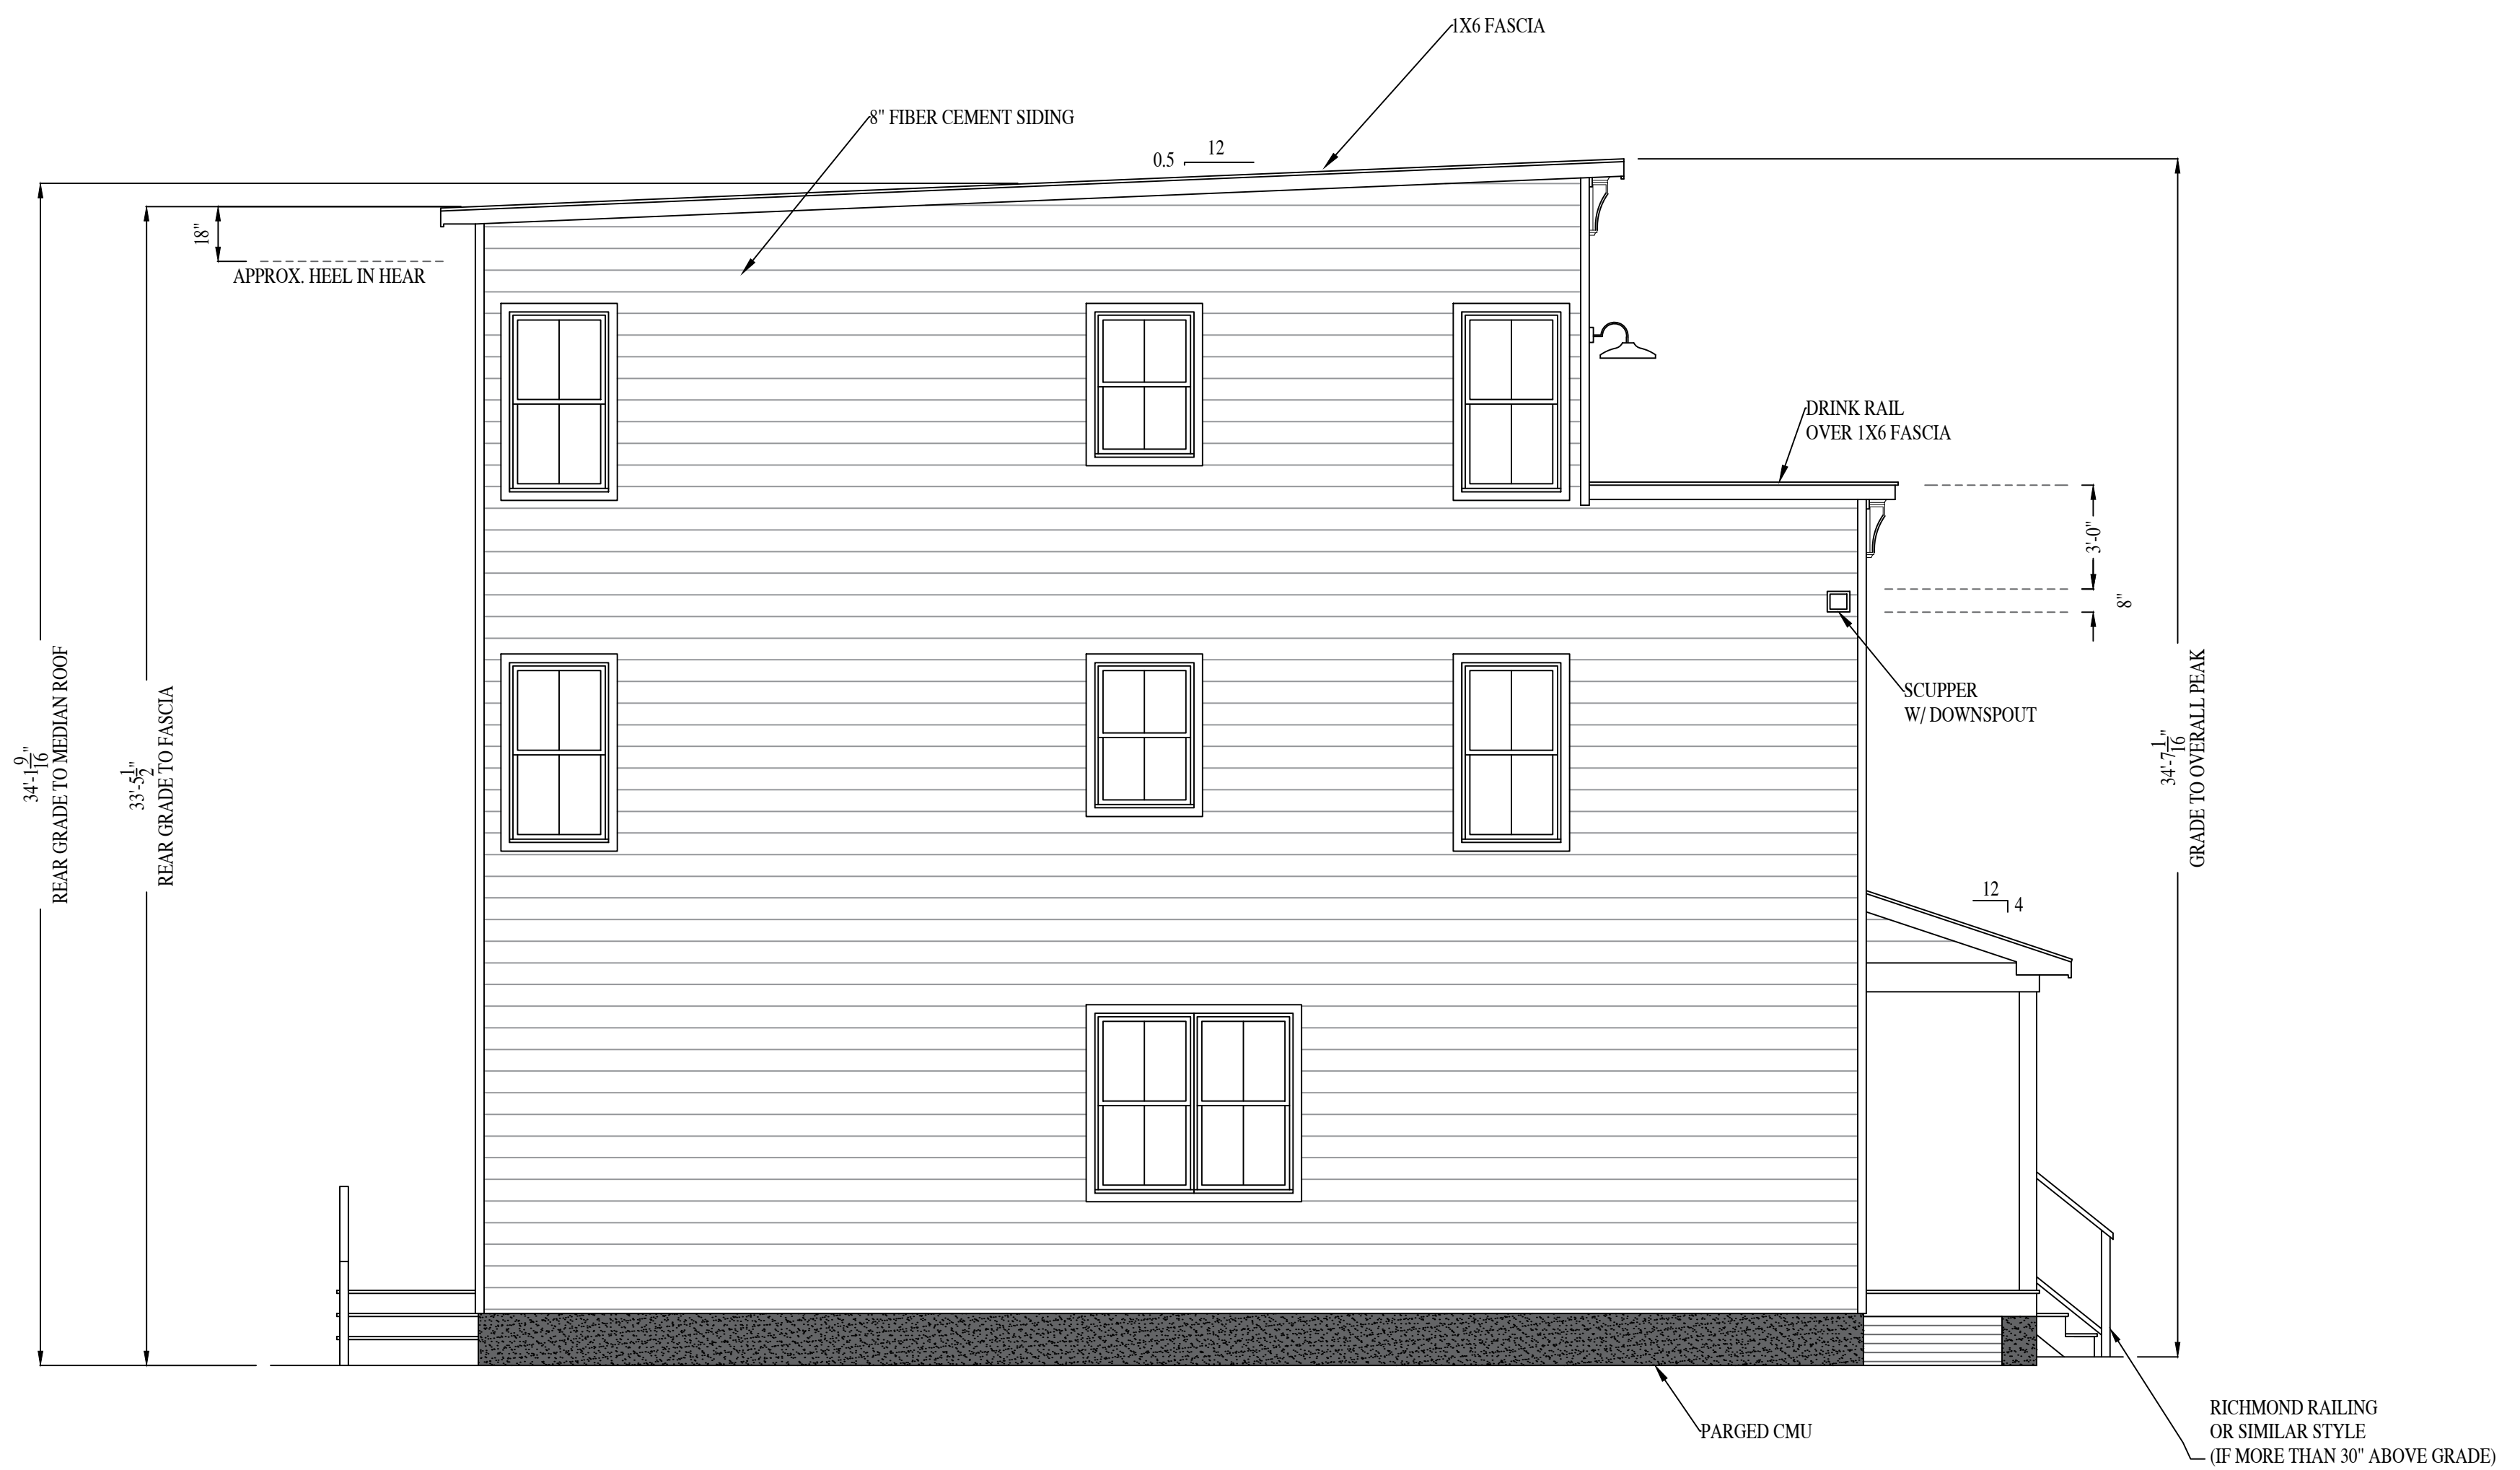 1X6 FASCIA
8" FIBER CEMENT SIDING
0.5 12
18"
APPROX. HEEL IN HEAR
DRINK RAIL
OVER 1X6 FASCIA
3'-0"
8"
SCUPPER
W/ DOWNSPOUT
34'-1 9/16"
REAR GRADE TO MEDIAN ROOF
33'-5 1/2"
REAR GRADE TO FASCIA
34'-7 1/16"
GRADE TO OVERALL PEAK
12
4
PARGED CMU
RICHMOND RAILING
OR SIMILAR STYLE
(IF MORE THAN 30" ABOVE GRADE)